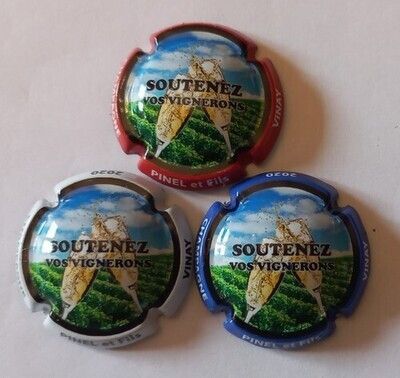 SOUTENEZ
VOS VIGNERONS
PINEL et Fils
VINAY
2020
SOUTENEZ
VOS VIGNERONS
PINEL et Fils
VINAY
2020
CHAMPAGNE
SOUTENEZ
VOS VIGNERONS
PINEL et Fils
VINAY